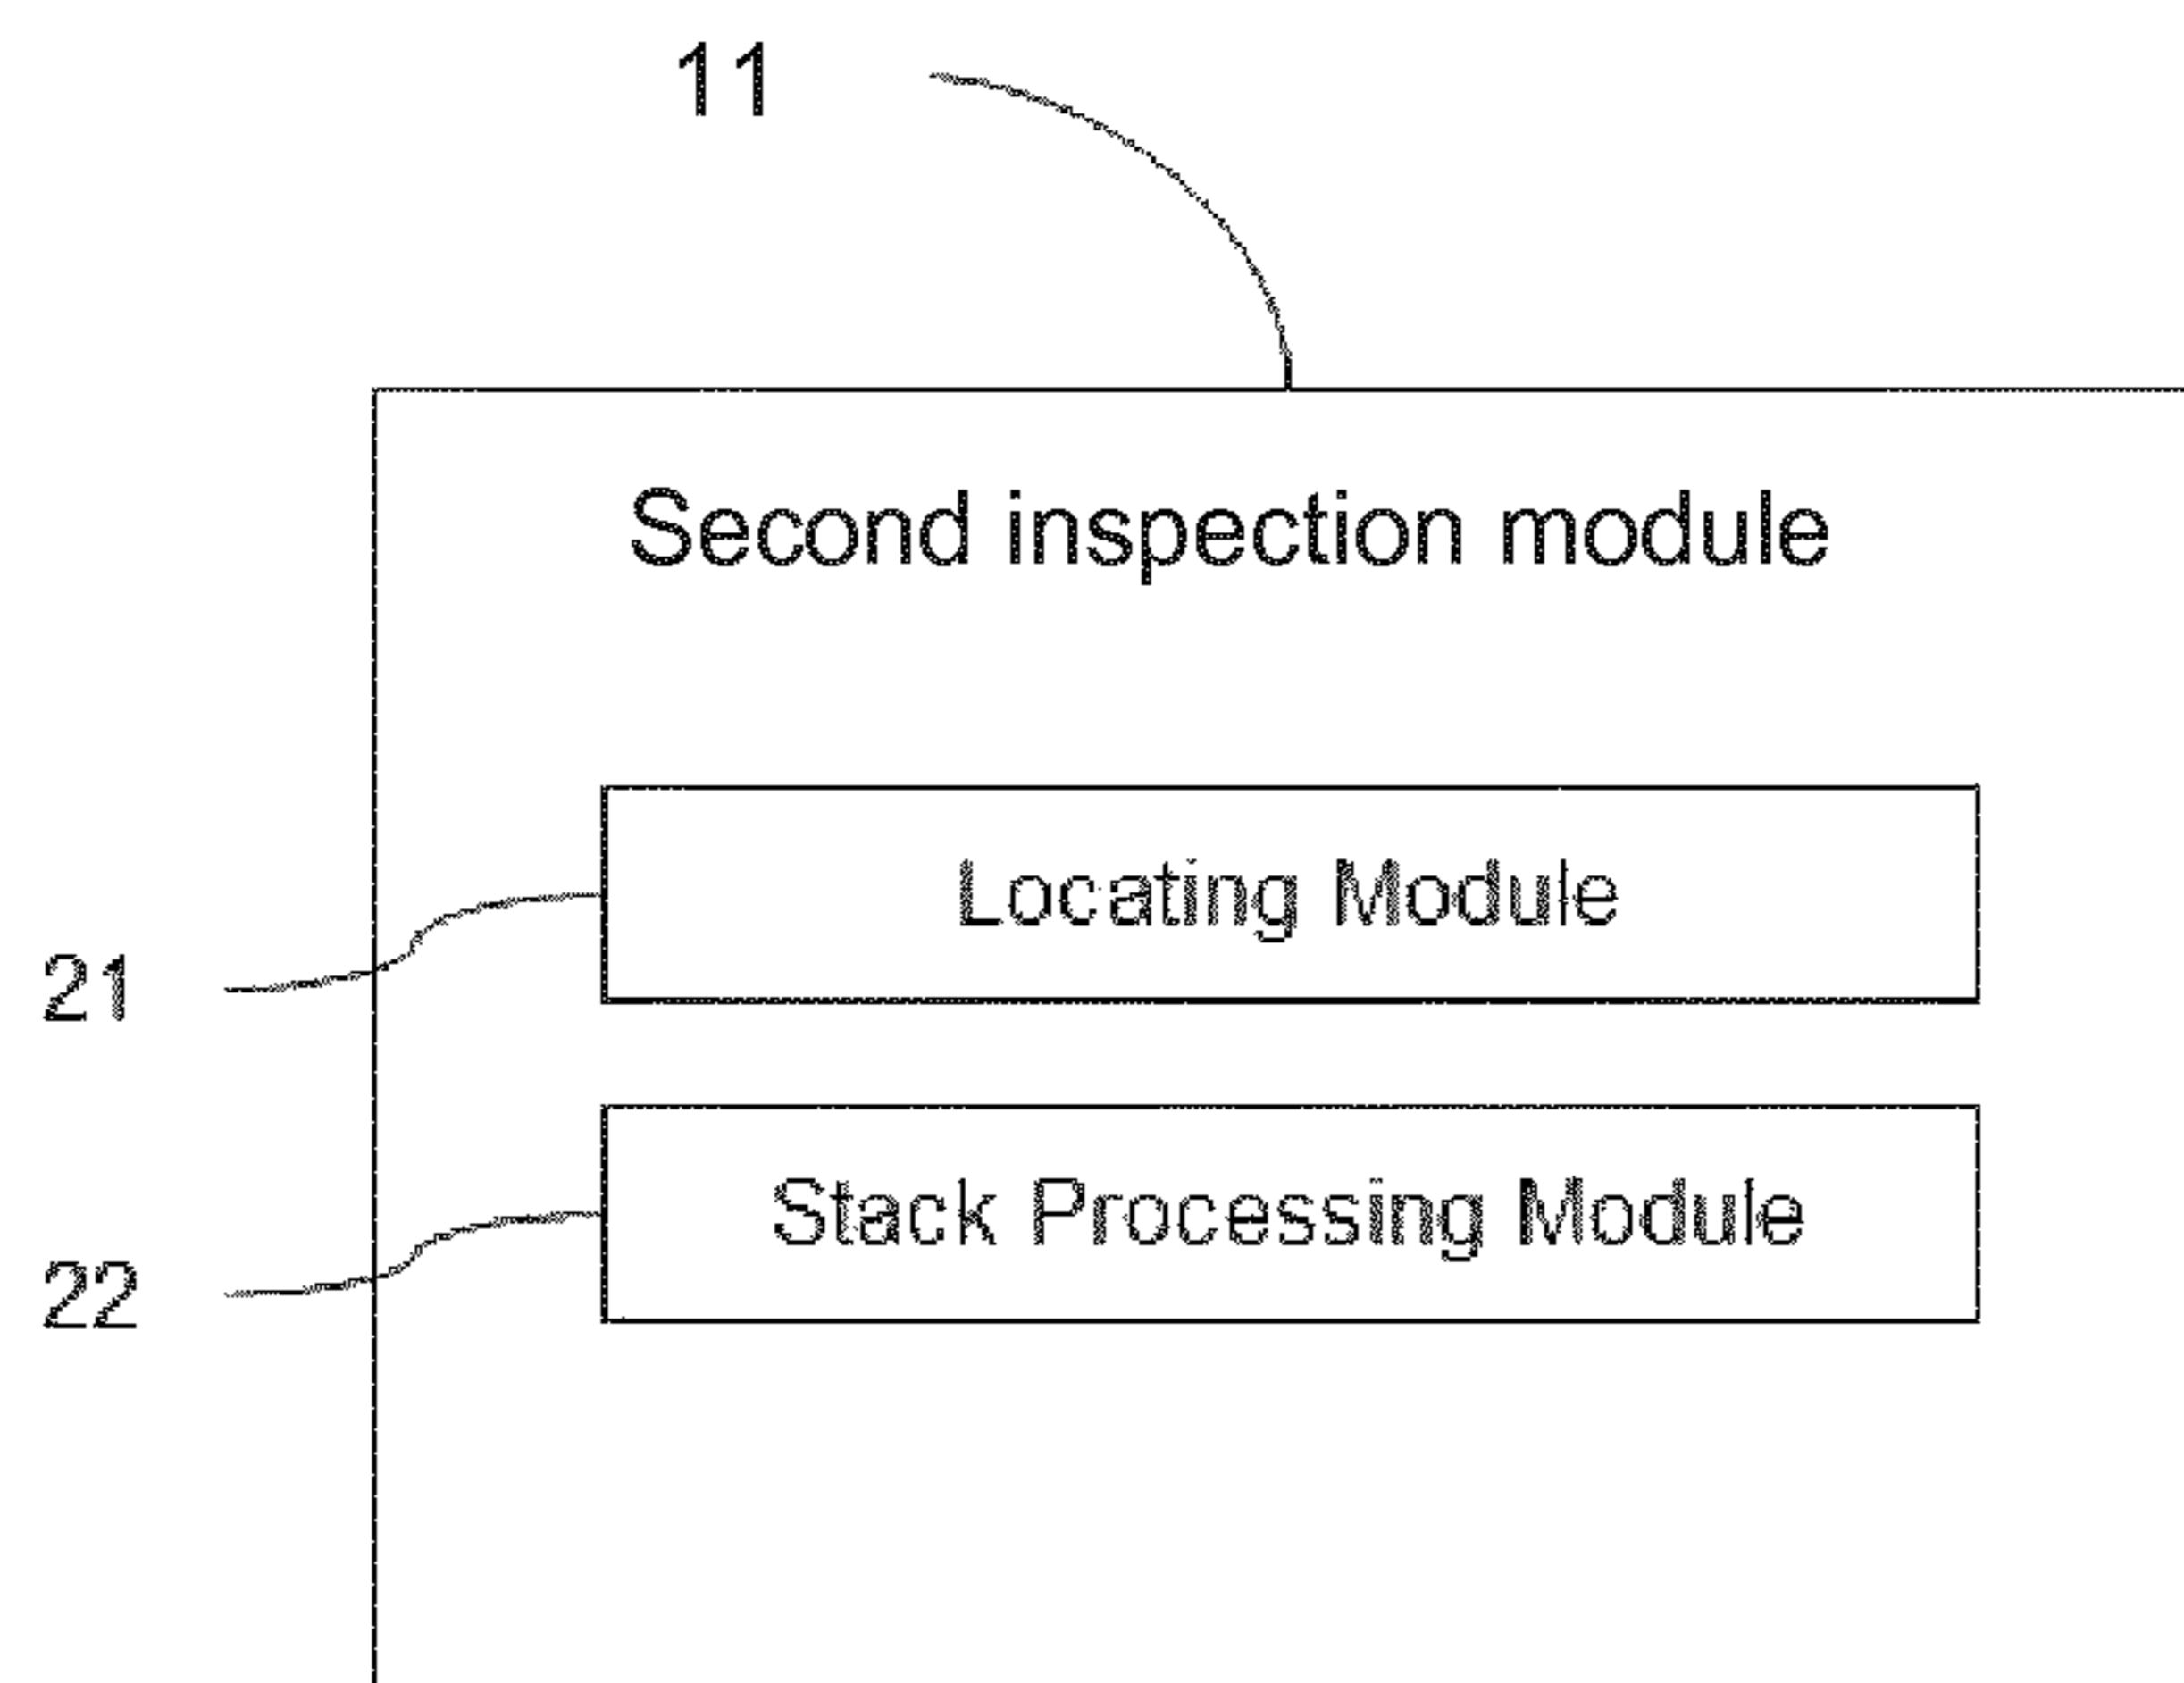 11
Second inspection module
Locating Module
21
Stack Processing Module
22